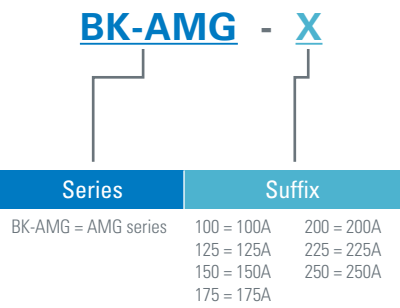 BK-AMG - X
Series Suffix
BK-AMG = AMG series 100 = 100A 200 = 200A
125 = 125A 225 = 225A
150 = 150A 250 = 250A
175 = 175A